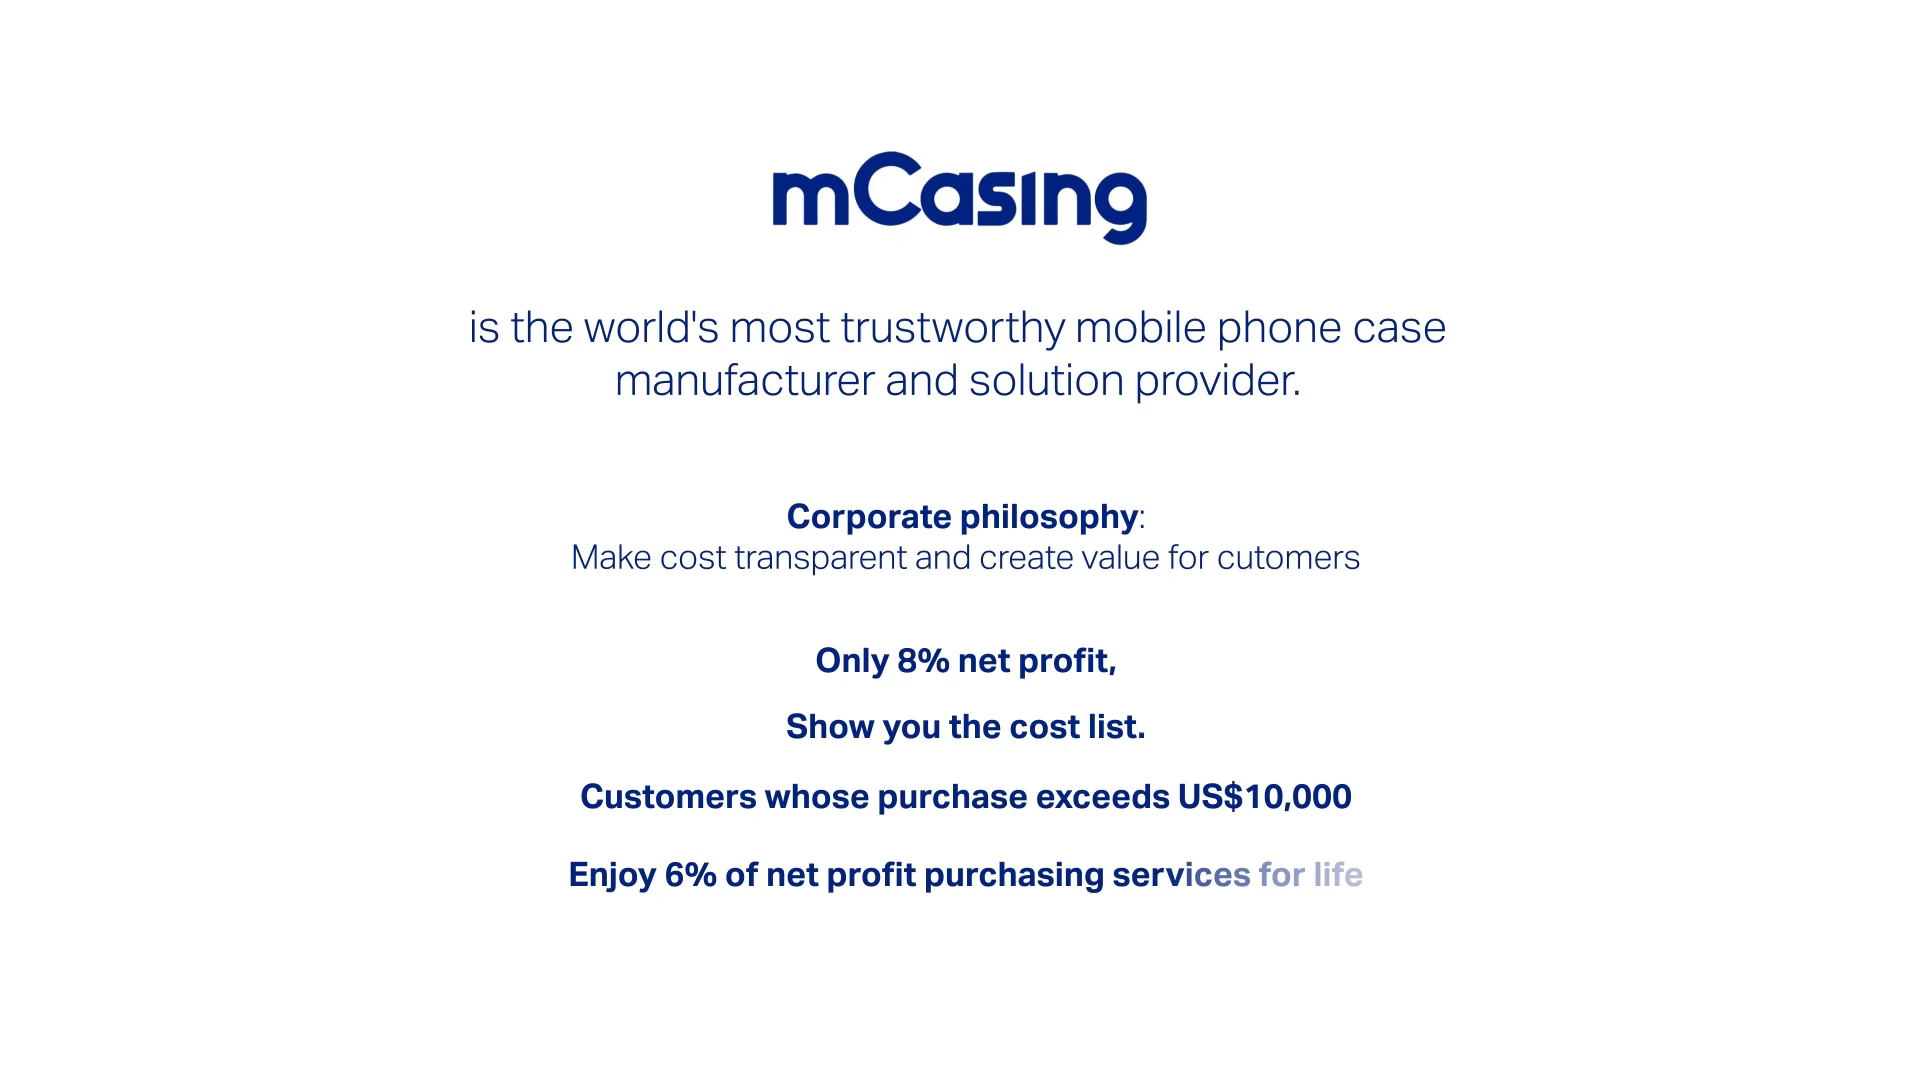 mCasing
is the world's most trustworthy mobile phone case
manufacturer and solution provider.
Corporate philosophy:
Make cost transparent and create value for cutomers
Only 8% net profit,
Show you the cost list.
Customers whose purchase exceeds US$10,000
Enjoy 6% of net profit purchasing services for life